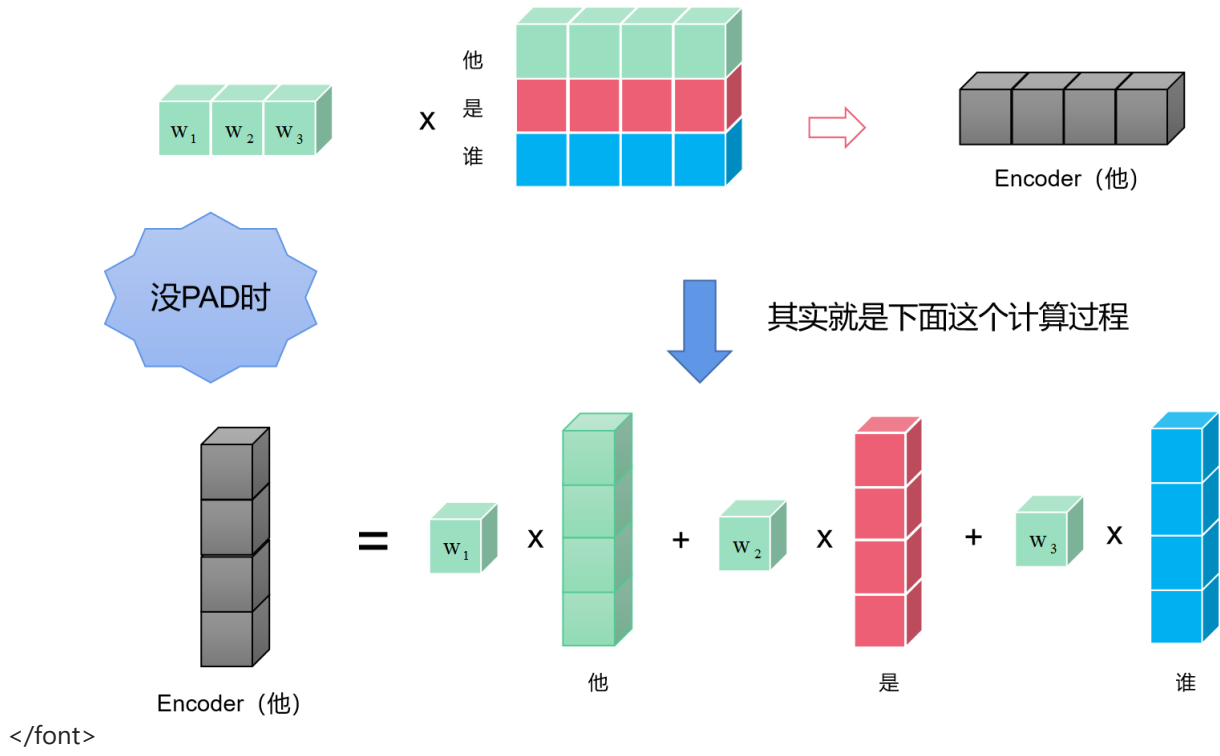 他
W₁ W₂ W₃ x 是
谁
Encoder（他）
没PAD时
其实就是下面这个计算过程
= W₁ x + W₂ x + W₃ x
他 是 谁
Encoder（他）
</font>